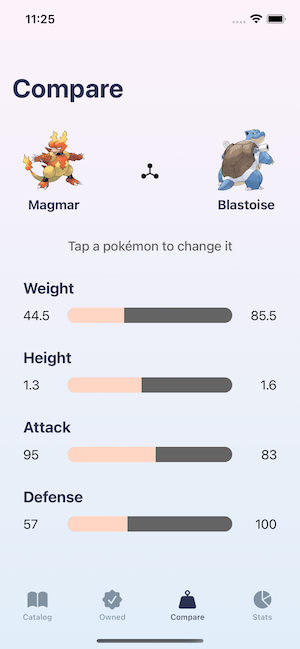 11:25
Compare
Magmar Blastoise
Tap a pokémon to change it
Weight
44.5 85.5
Height
1.3 1.6
Attack
95 83
Defense
57 100
Catalog Owned Compare Stats